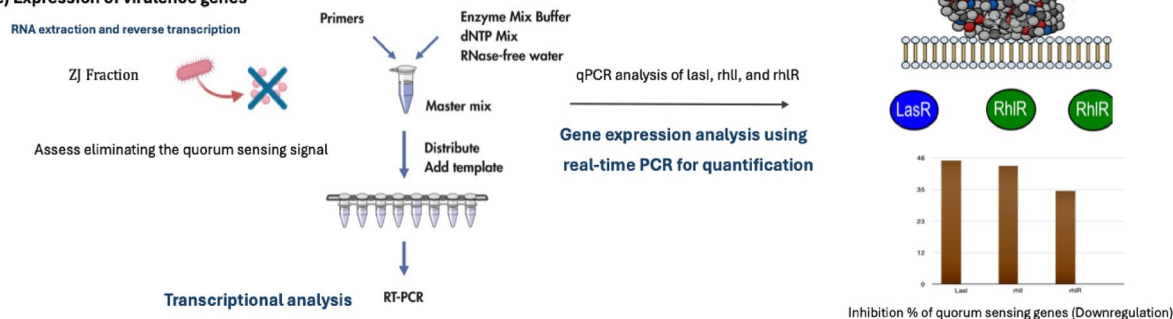 Expression of virulence genes
RNA extraction and reverse transcription
ZJ Fraction
Assess eliminating the quorum sensing signal
Primers
Enzyme Mix Buffer
dNTP Mix
RNase-free water
Master mix
Distribute
Add template
Transcriptional analysis
RT-PCR
qPCR analysis of lasI, rhlI, and rhlR
Gene expression analysis using
real-time PCR for quantification
LasR
RhlR
RhlR
46
35
23
12
0
LasI
rhlI
rhlR
Inhibition % of quorum sensing genes (Downregulation)